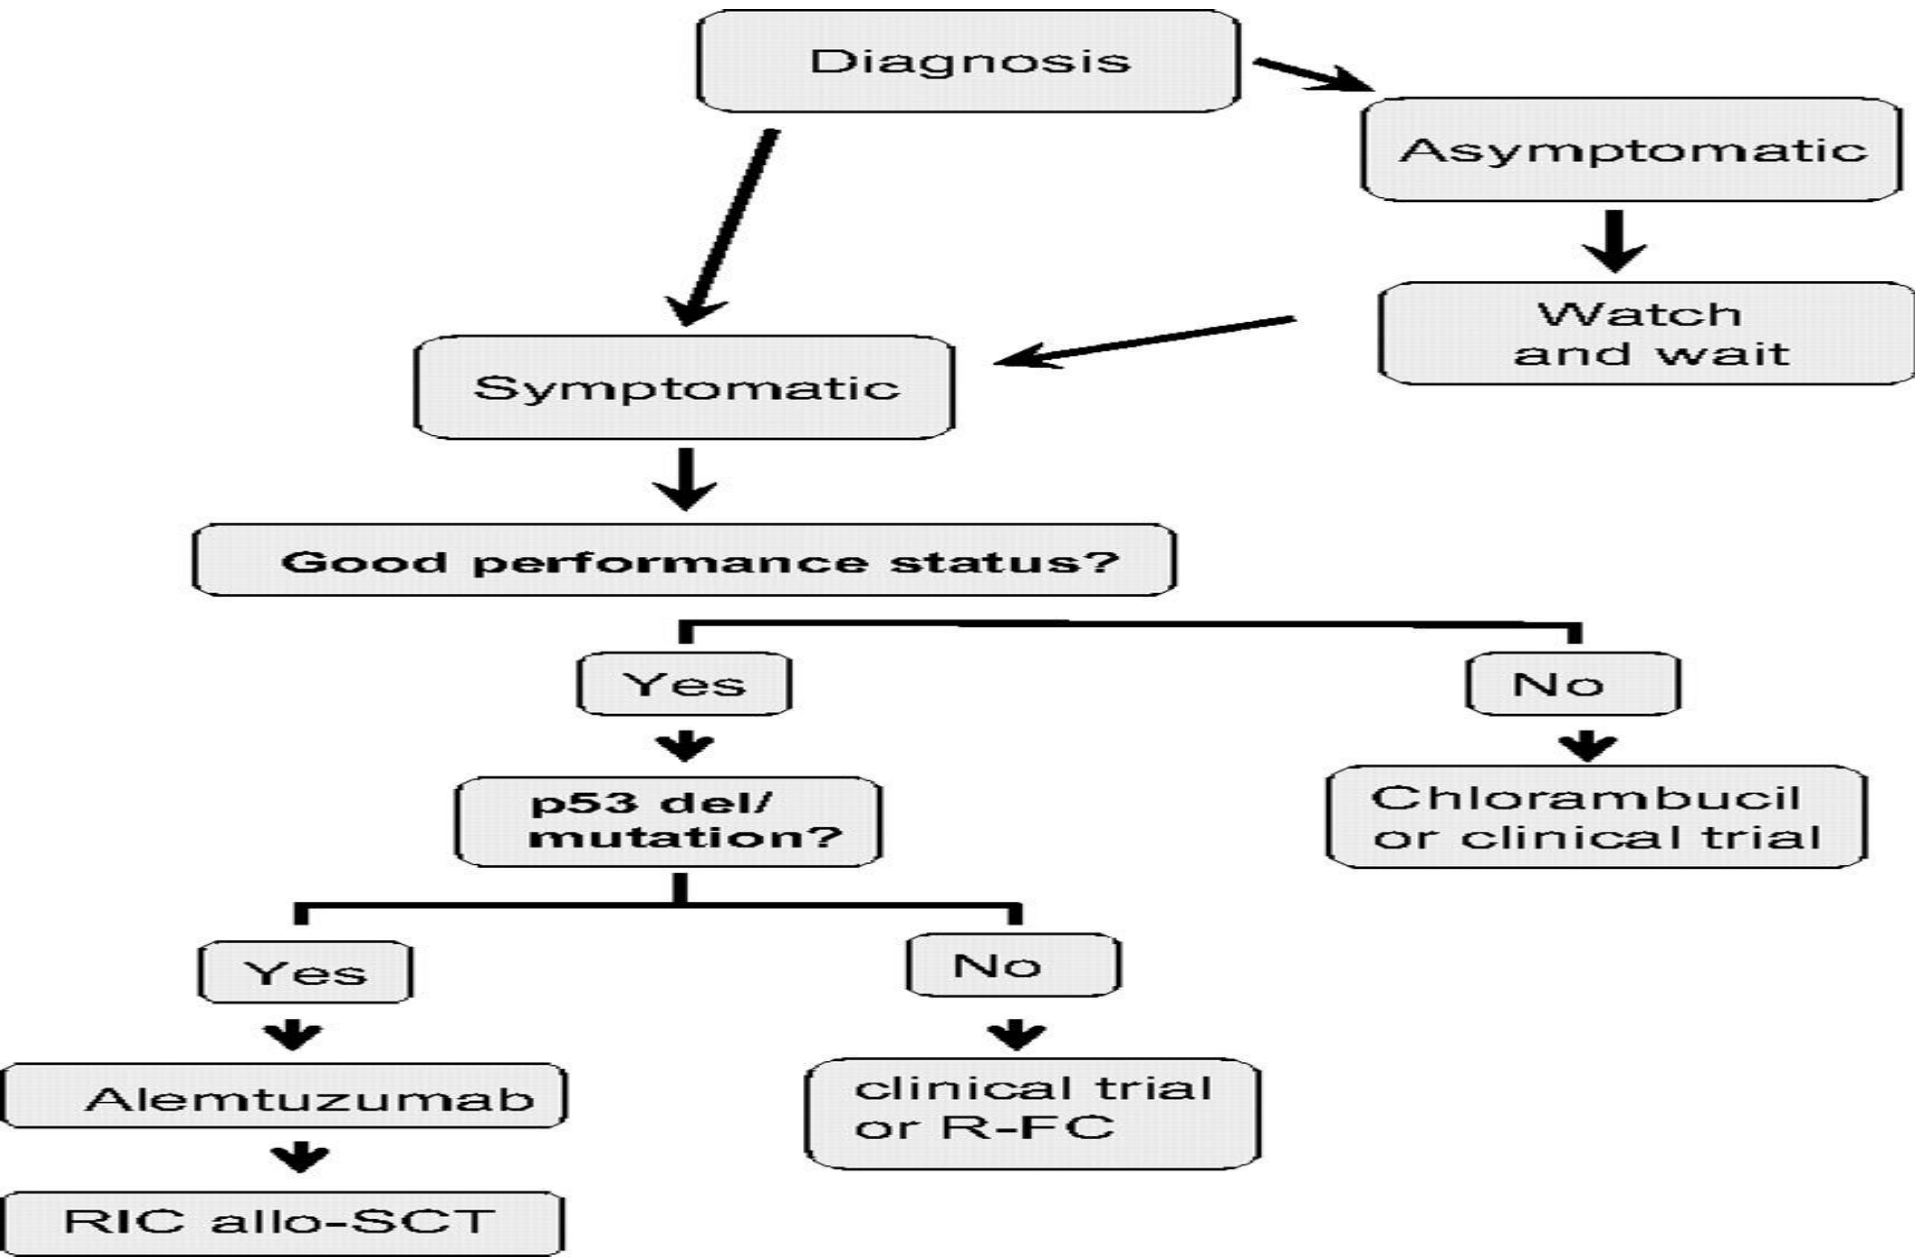 Diagnosis
Asymptomatic
Watch
and wait
Symptomatic
Good performance status?
Yes
No
p53 del/
mutation?
Chlorambucil
or clinical trial
Yes
No
Alemtuzumab
clinical trial
or R-FC
RIC allo-SCT